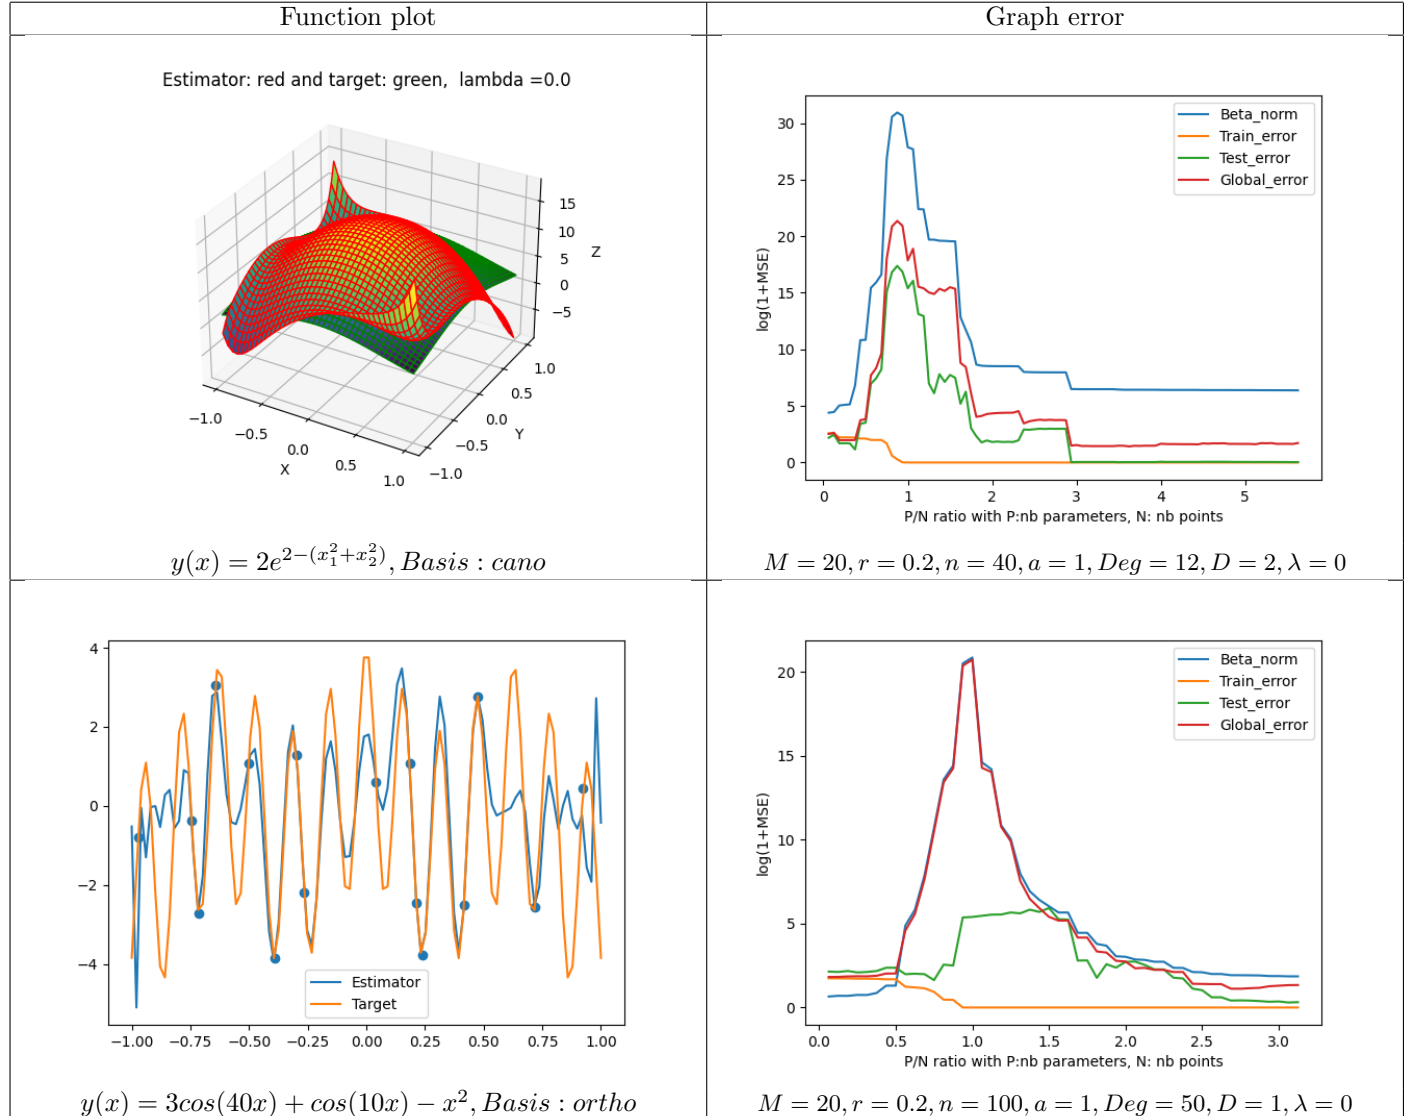 Function plot
Graph error
Estimator: red and target: green,  lambda =0.0
15
10
5
0
−5
Z
1.0
0.5
0.0
−0.5
−1.0
Y
−1.0
−0.5
0.0
0.5
1.0
X
y(x) = 2e^{2−(x_1^2+x_2^2)}, Basis : cano
Beta_norm
Train_error
Test_error
Global_error
log(1+MSE)
30
25
20
15
10
5
0
0 1 2 3 4 5
P/N ratio with P:nb parameters, N: nb points
M = 20, r = 0.2, n = 40, a = 1, Deg = 12, D = 2, λ = 0
4
2
0
−2
−4
Estimator
Target
−1.00 −0.75 −0.50 −0.25 0.00 0.25 0.50 0.75 1.00
y(x) = 3cos(40x) + cos(10x) − x^2, Basis : ortho
Beta_norm
Train_error
Test_error
Global_error
log(1+MSE)
20
15
10
5
0
0.0 0.5 1.0 1.5 2.0 2.5 3.0
P/N ratio with P:nb parameters, N: nb points
M = 20, r = 0.2, n = 100, a = 1, Deg = 50, D = 1, λ = 0